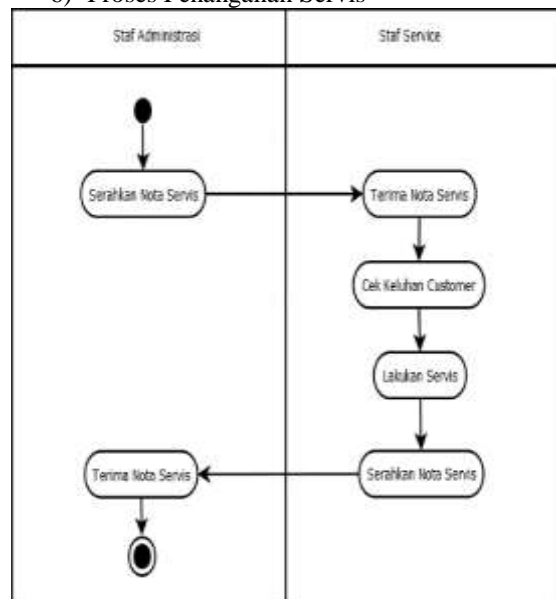 6) Proses Penanganan Servis
Staf Administrasi
Staf Service
Serahkan Nota Servis
Terima Nota Servis
Cek Keluhan Customer
Lakukan Servis
Serahkan Nota Servis
Terima Nota Servis